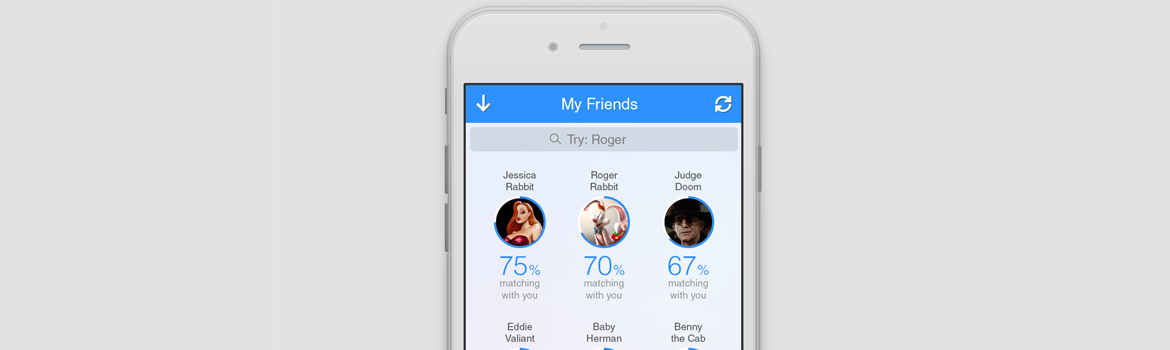 My Friends
Try: Roger
Jessica
Rabbit
Roger
Rabbit
Judge
Doom
75%
70%
67%
matching
with you
matching
with you
matching
with you
Eddie
Valiant
Baby
Herman
Benny
the Cab